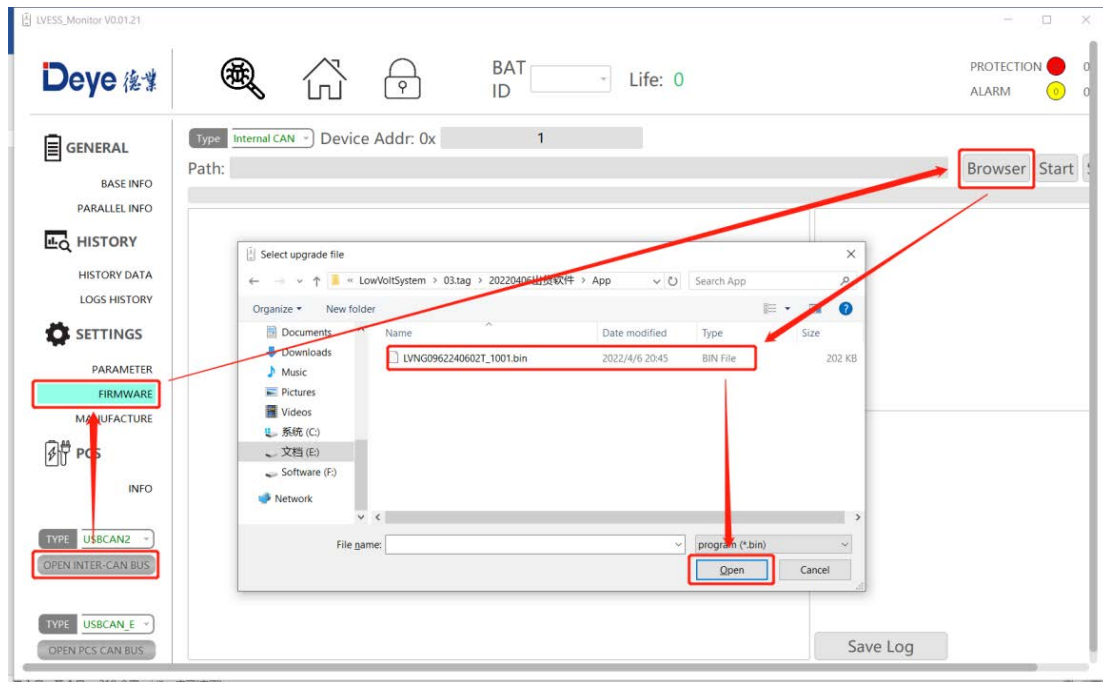 LVESS_Monitor V0.01.21
Deye 德業
BAT ID
Life: 0
PROTECTION
ALARM 0
Type Internal CAN Device Addr: 0x 1
Path: Browser Start
GENERAL
BASE INFO
PARALLEL INFO
HISTORY
HISTORY DATA
LOGS HISTORY
SETTINGS
PARAMETER
FIRMWARE
MANUFACTURE
PCS
INFO
TYPE USBCAN2
OPEN INTER-CAN BUS
TYPE USBCAN_E
OPEN PCS CAN BUS
Select upgrade file
« LowVoltSystem > 03.tag > 20220406出货软件 > App
Search App
Organize New folder
Name Date modified Type Size
LVNG0962240602T_1001.bin 2022/4/6 20:45 BIN File 202 KB
Documents
Downloads
Music
Pictures
Videos
系统 (C:)
文档 (E:)
Software (F:)
Network
File name: program (*.bin)
Open Cancel
Save Log